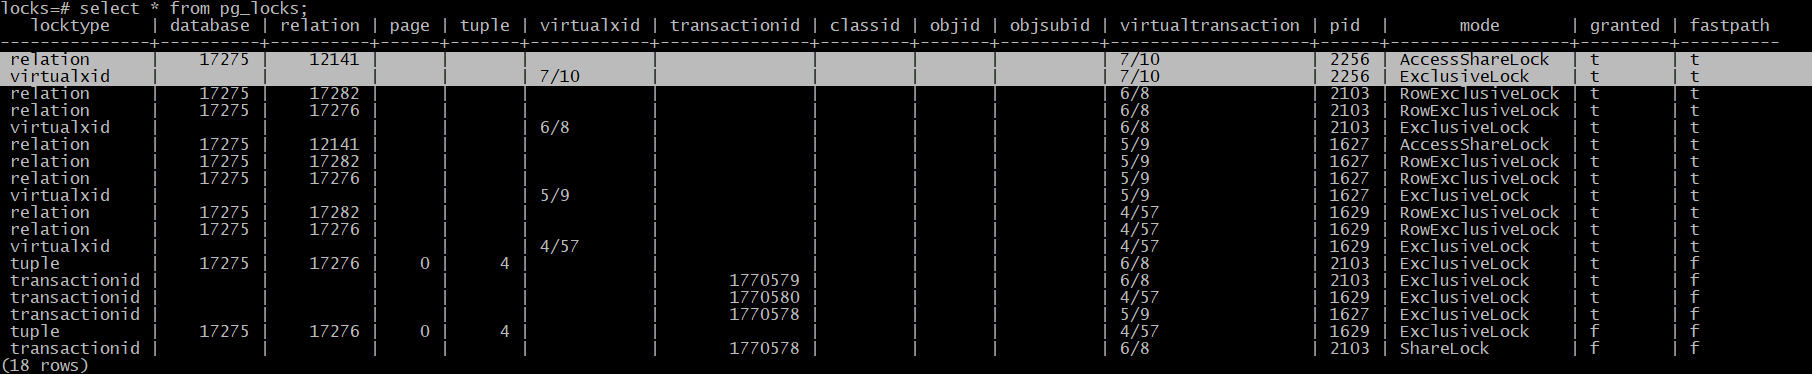 locks=# select * from pg_locks;
   locktype    | database | relation | page | tuple | virtualxid | transactionid | classid | objid | objsubid | virtualtransaction | pid  |       mode       | granted | fastpath
---------------+----------+----------+------+-------+------------+---------------+---------+-------+----------+--------------------+------+------------------+---------+----------
 relation      |    17275 |    12141 |      |       |            |               |         |       |          | 7/10               | 2256 | AccessShareLock  | t       | t
 virtualxid    |          |          |      |       | 7/10       |               |         |       |          | 7/10               | 2256 | ExclusiveLock    | t       | t
 relation      |    17275 |    17282 |      |       |            |               |         |       |          | 6/8                | 2103 | RowExclusiveLock | t       | t
 relation      |    17275 |    17276 |      |       |            |               |         |       |          | 6/8                | 2103 | RowExclusiveLock | t       | t
 virtualxid    |          |          |      |       | 6/8        |               |         |       |          | 6/8                | 2103 | ExclusiveLock    | t       | t
 relation      |    17275 |    12141 |      |       |            |               |         |       |          | 5/9                | 1627 | AccessShareLock  | t       | t
 relation      |    17275 |    17282 |      |       |            |               |         |       |          | 5/9                | 1627 | RowExclusiveLock | t       | t
 relation      |    17275 |    17276 |      |       |            |               |         |       |          | 5/9                | 1627 | RowExclusiveLock | t       | t
 virtualxid    |          |          |      |       | 5/9        |               |         |       |          | 5/9                | 1627 | ExclusiveLock    | t       | t
 relation      |    17275 |    17282 |      |       |            |               |         |       |          | 4/57               | 1629 | RowExclusiveLock | t       | t
 relation      |    17275 |    17276 |      |       |            |               |         |       |          | 4/57               | 1629 | RowExclusiveLock | t       | t
 virtualxid    |          |          |      |       | 4/57       |               |         |       |          | 4/57               | 1629 | ExclusiveLock    | t       | t
 tuple         |    17275 |    17276 |    0 |     4 |            |               |         |       |          | 6/8                | 2103 | ExclusiveLock    | t       | f
 transactionid |          |          |      |       |            |       1770579 |         |       |          | 6/8                | 2103 | ExclusiveLock    | t       | f
 transactionid |          |          |      |       |            |       1770580 |         |       |          | 4/57               | 1629 | ExclusiveLock    | t       | f
 transactionid |          |          |      |       |            |       1770578 |         |       |          | 5/9                | 1627 | ExclusiveLock    | t       | f
 tuple         |    17275 |    17276 |    0 |     4 |            |               |         |       |          | 4/57               | 1629 | ExclusiveLock    | f       | f
 transactionid |          |          |      |       |            |       1770578 |         |       |          | 6/8                | 2103 | ShareLock        | f       | f
(18 rows)